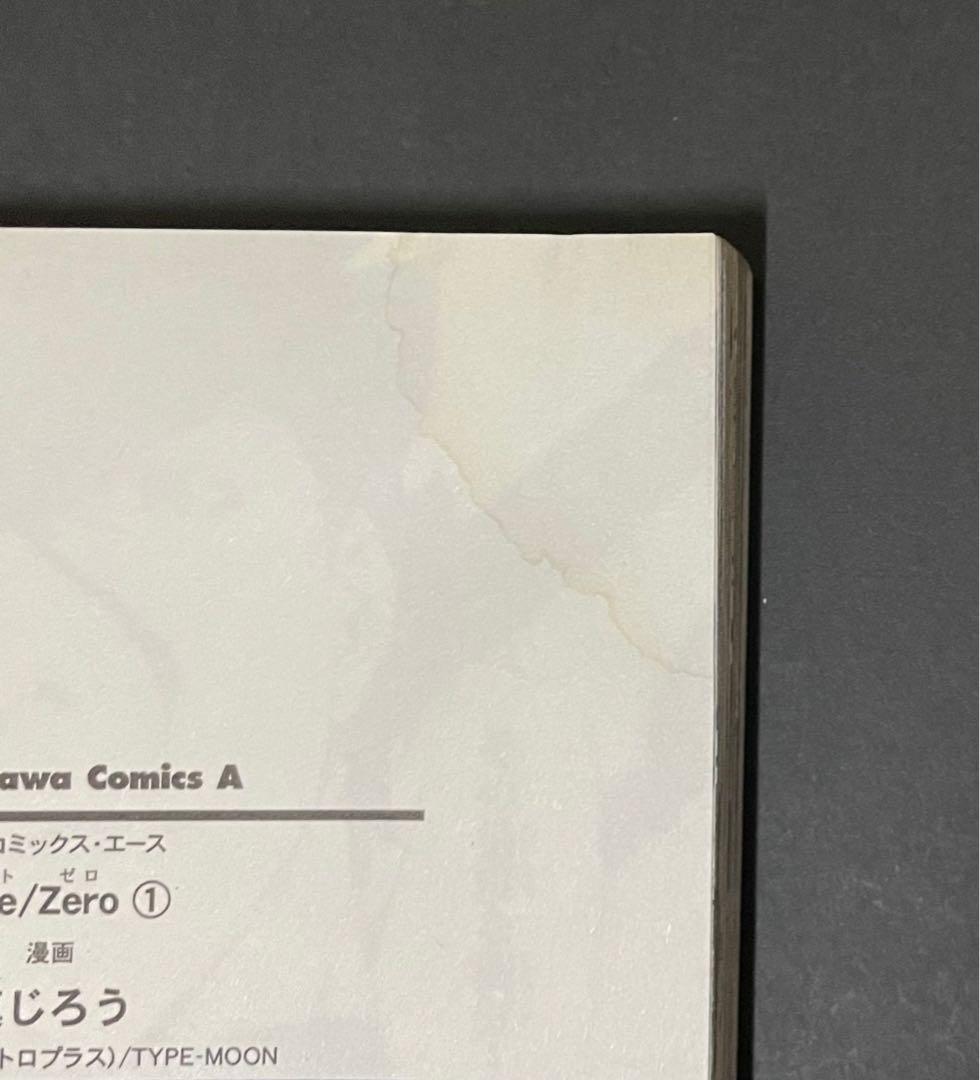 awa Comics A
コミックス・エース
ト ゼロ
e/Zero ①
漫画
じろう
トロプラス)/TYPE-MOON